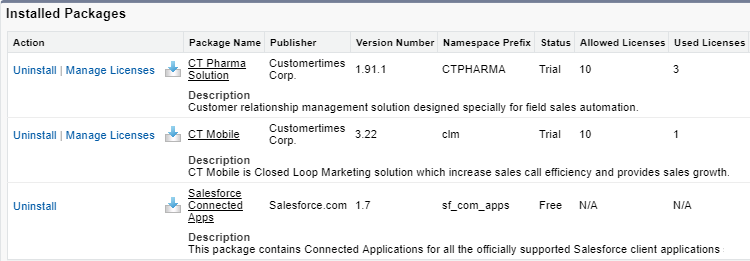 Installed Packages
Action Package Name Publisher Version Number Namespace Prefix Status Allowed Licenses Used Licenses
Uninstall | Manage Licenses CT Pharma Solution Customertimes Corp. 1.91.1 CTPHARMA Trial 10 3
Description
Customer relationship management solution designed specially for field sales automation.
Uninstall | Manage Licenses CT Mobile Customertimes Corp. 3.22 clm Trial 10 1
Description
CT Mobile is Closed Loop Marketing solution which increase sales call efficiency and provides sales growth.
Uninstall Salesforce Connected Apps Salesforce.com 1.7 sf_com_apps Free N/A N/A
Description
This package contains Connected Applications for all the officially supported Salesforce client applications